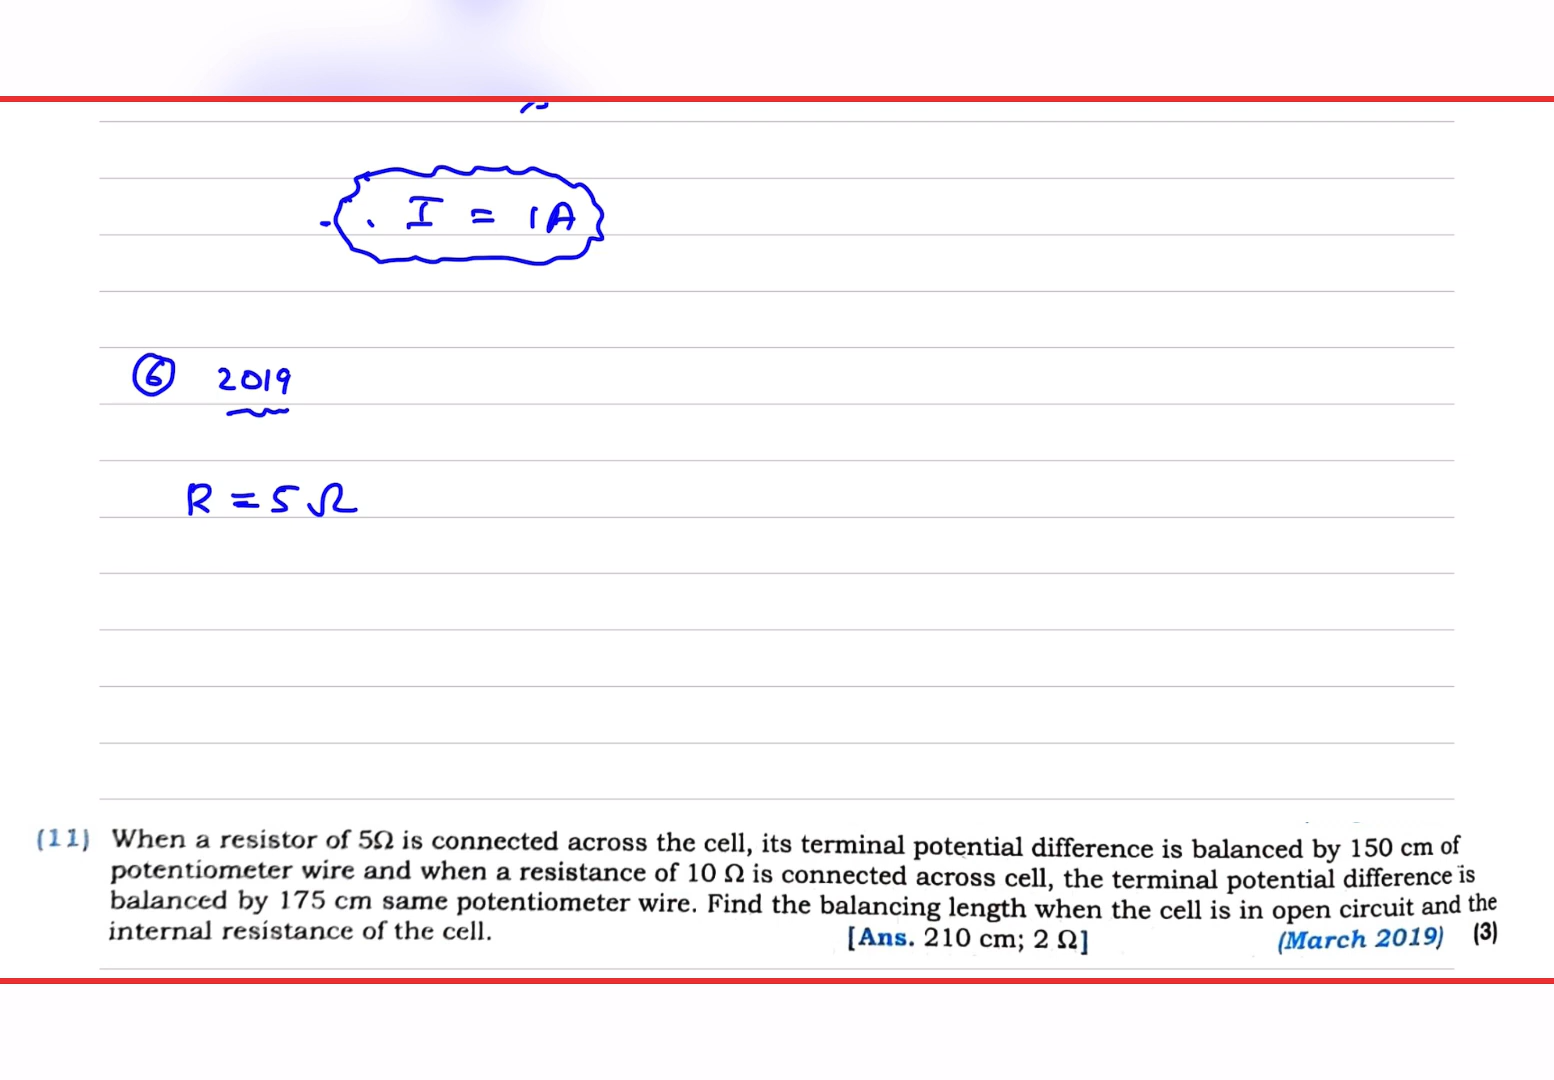 . I = 1A
6 2019
R = 5 Ω
(11) When a resistor of 5Ω is connected across the cell, its terminal potential difference is balanced by 150 cm of
potentiometer wire and when a resistance of 10 Ω is connected across cell, the terminal potential difference is
balanced by 175 cm same potentiometer wire. Find the balancing length when the cell is in open circuit and the
internal resistance of the cell. [Ans. 210 cm; 2 Ω] (March 2019) (3)